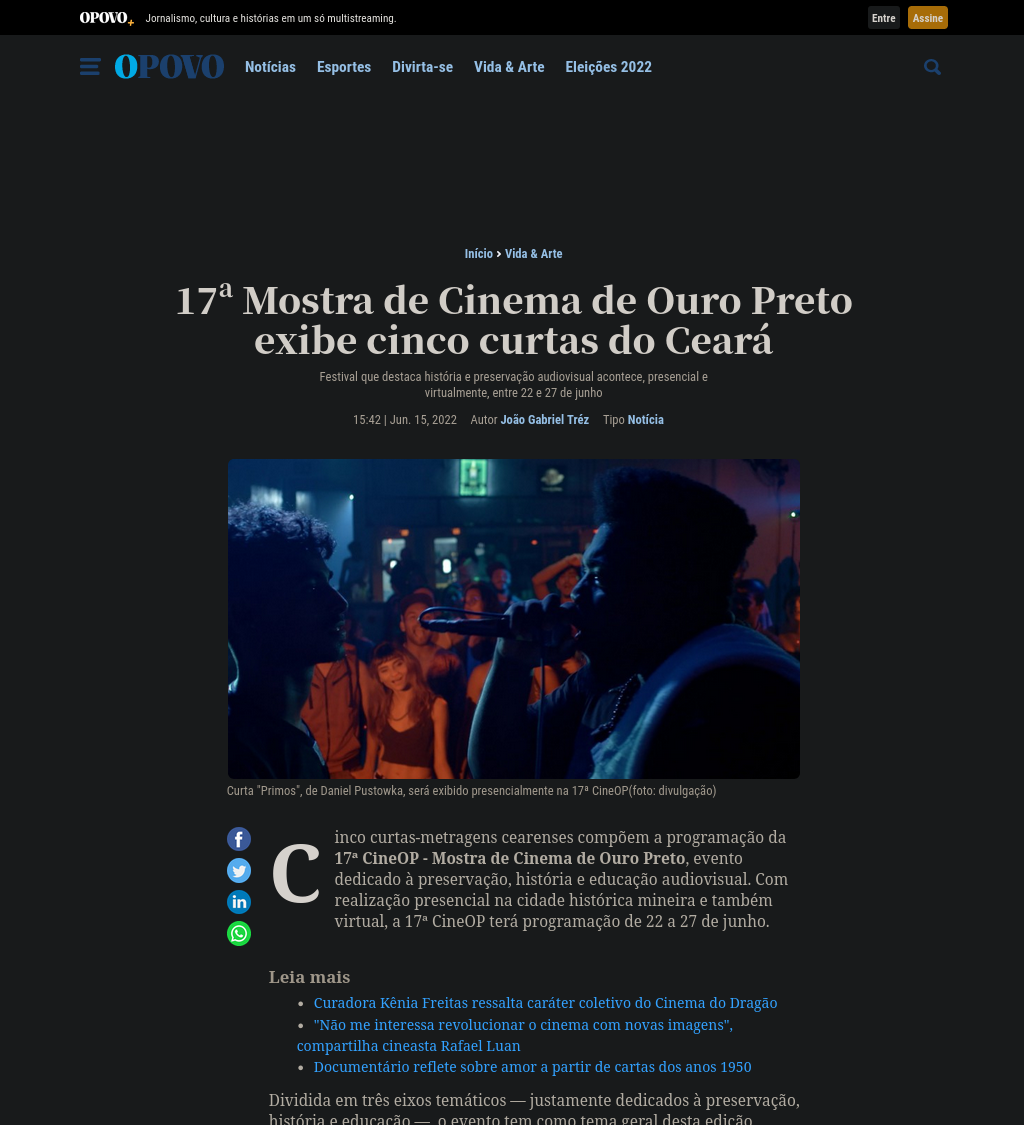 OPOVO+ Jornalismo, cultura e histórias em um só multistreaming. Entre Assine
OPOVO Notícias Esportes Divirta-se Vida & Arte Eleições 2022
Início › Vida & Arte
17ª Mostra de Cinema de Ouro Preto
exibe cinco curtas do Ceará
Festival que destaca história e preservação audiovisual acontece, presencial e
virtualmente, entre 22 e 27 de junho
15:42 | Jun. 15, 2022 Autor João Gabriel Tréz Tipo Notícia
Curta "Primos", de Daniel Pustowka, será exibido presencialmente na 17ª CineOP(foto: divulgação)
Cinco curtas-metragens cearenses compõem a programação da
17ª CineOP - Mostra de Cinema de Ouro Preto, evento
dedicado à preservação, história e educação audiovisual. Com
realização presencial na cidade histórica mineira e também
virtual, a 17ª CineOP terá programação de 22 a 27 de junho.
Leia mais
• Curadora Kênia Freitas ressalta caráter coletivo do Cinema do Dragão
• "Não me interessa revolucionar o cinema com novas imagens",
compartilha cineasta Rafael Luan
• Documentário reflete sobre amor a partir de cartas dos anos 1950
Dividida em três eixos temáticos — justamente dedicados à preservação,
história e educação —, o evento tem como tema geral desta edição